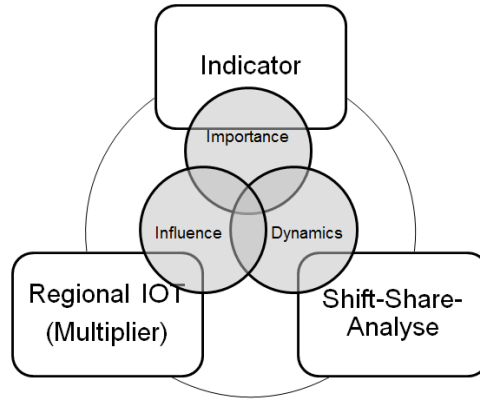 Indicator
Importance
Influence
Dynamics
Regional IOT
(Multiplier)
Shift-Share-
Analyse